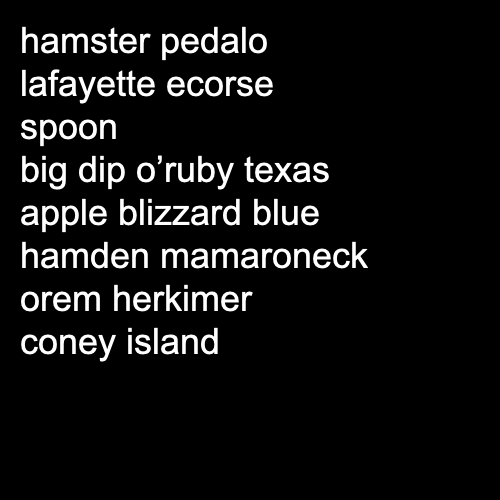 hamster pedalo
lafayette ecorse
spoon
big dip o’ruby texas
apple blizzard blue
hamden mamaroneck
orem herkimer
coney island